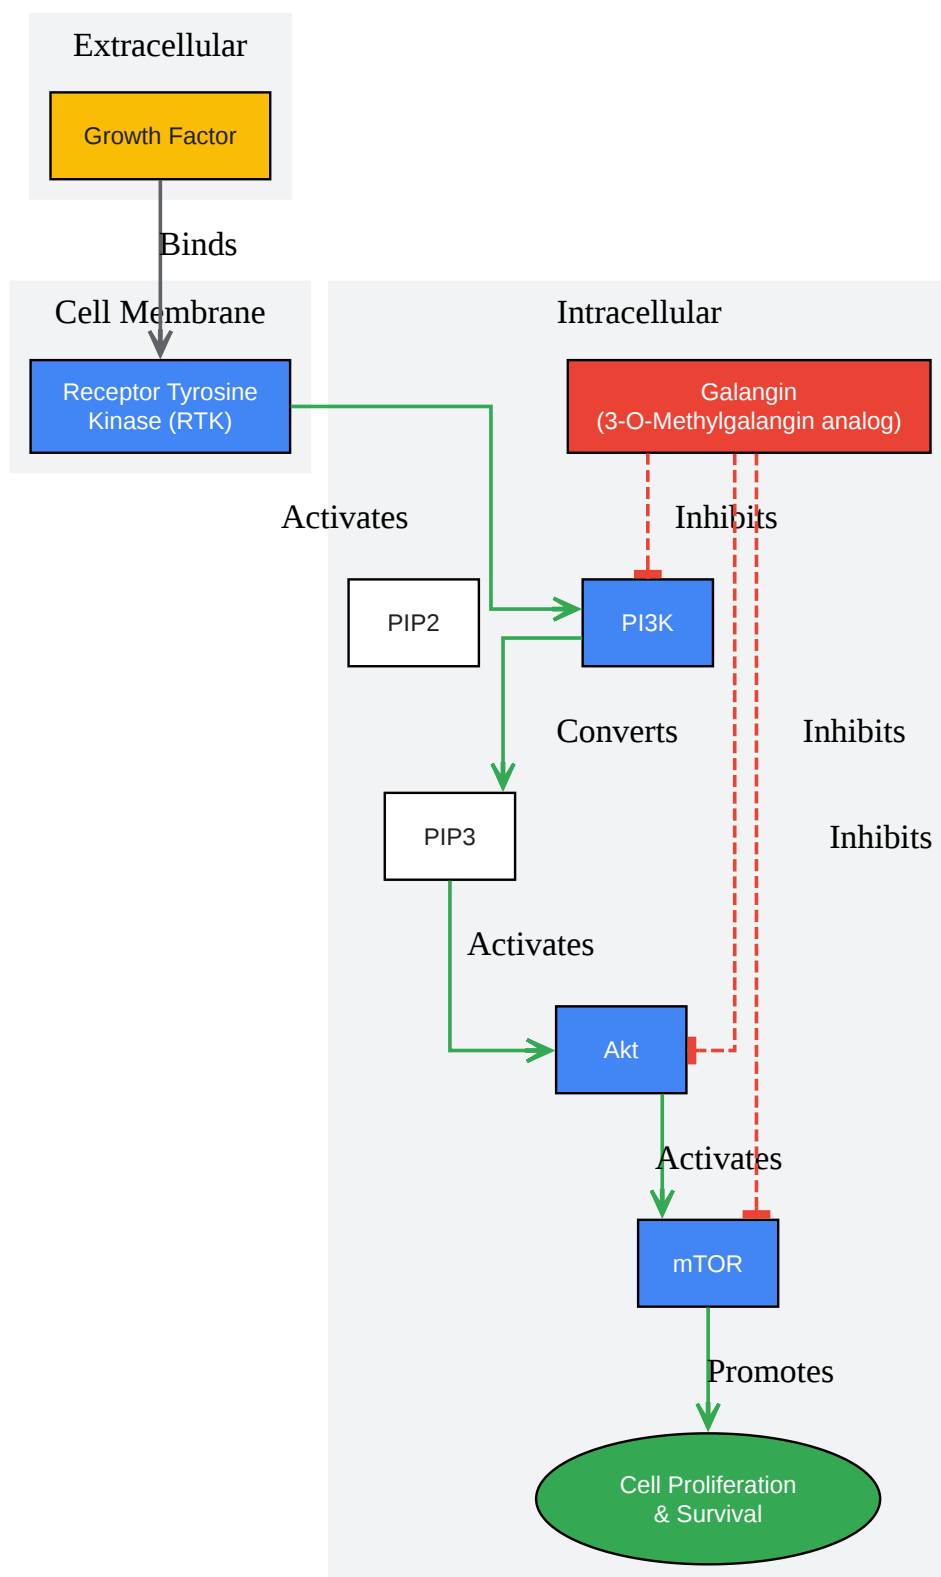 Extracellular
Growth Factor
Binds
Cell Membrane
Intracellular
Receptor Tyrosine
Kinase (RTK)
Galangin
(3-O-Methylgalangin analog)
Activates
Inhibits
PIP2
PI3K
Converts
Inhibits
PIP3
Inhibits
Activates
Akt
Activates
mTOR
Promotes
Cell Proliferation
& Survival